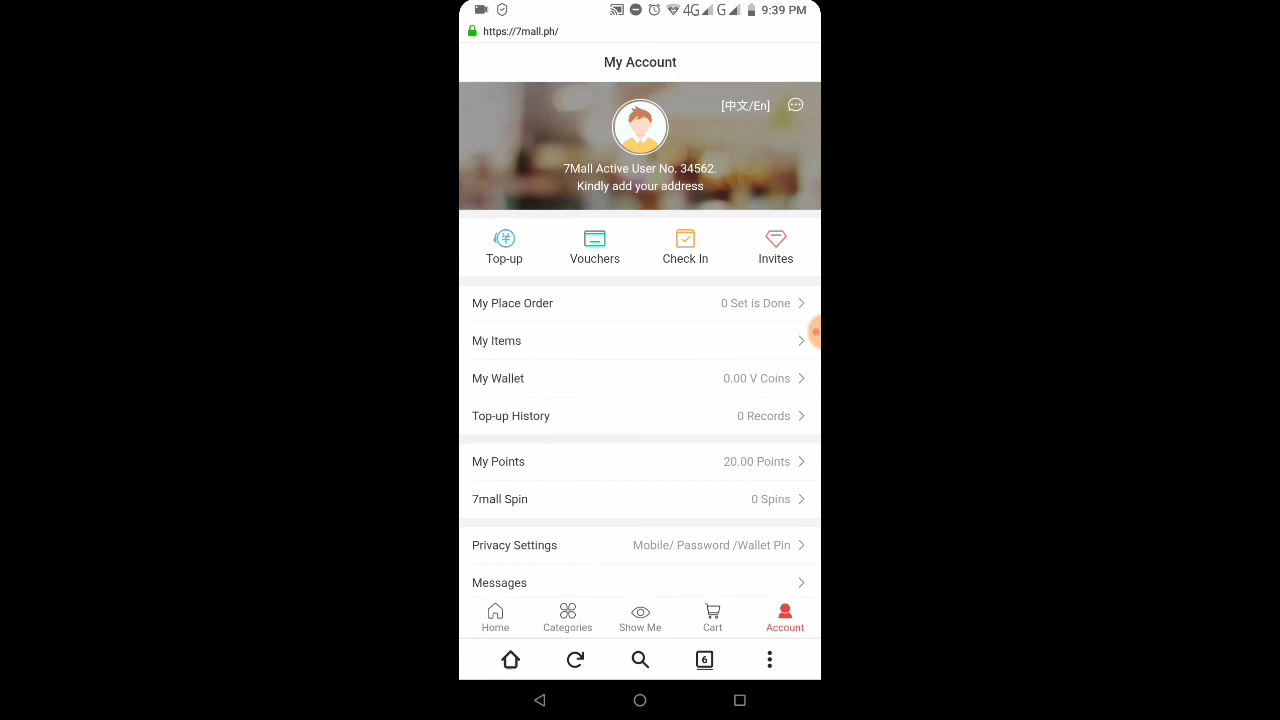 4G G 9:39 PM
https://7mall.ph/
My Account
[中文/En]
7Mall Active User No. 34562.
Kindly add your address
Top-up Vouchers Check In Invites
My Place Order 0 Set is Done
My Items
My Wallet 0.00 V Coins
Top-up History 0 Records
My Points 20.00 Points
7mall Spin 0 Spins
Privacy Settings Mobile/ Password /Wallet Pin
Messages
Home Categories Show Me Cart Account
6